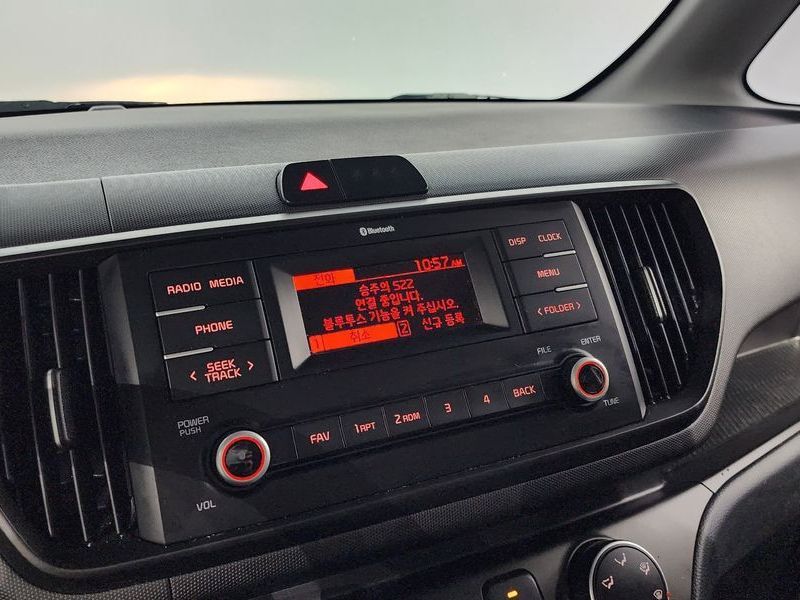 Bluetooth
RADIO MEDIA
PHONE
< SEEK TRACK >
POWER
PUSH
VOL
전화 10:57 AM
승주의 S22
연결 중입니다.
블루투스 기능을 켜 주십시오.
1 취소 2 신규 등록
DISP CLOCK
MENU
< FOLDER >
FILE
ENTER
TUNE
FAV 1 RPT 2 RDM 3 4 BACK